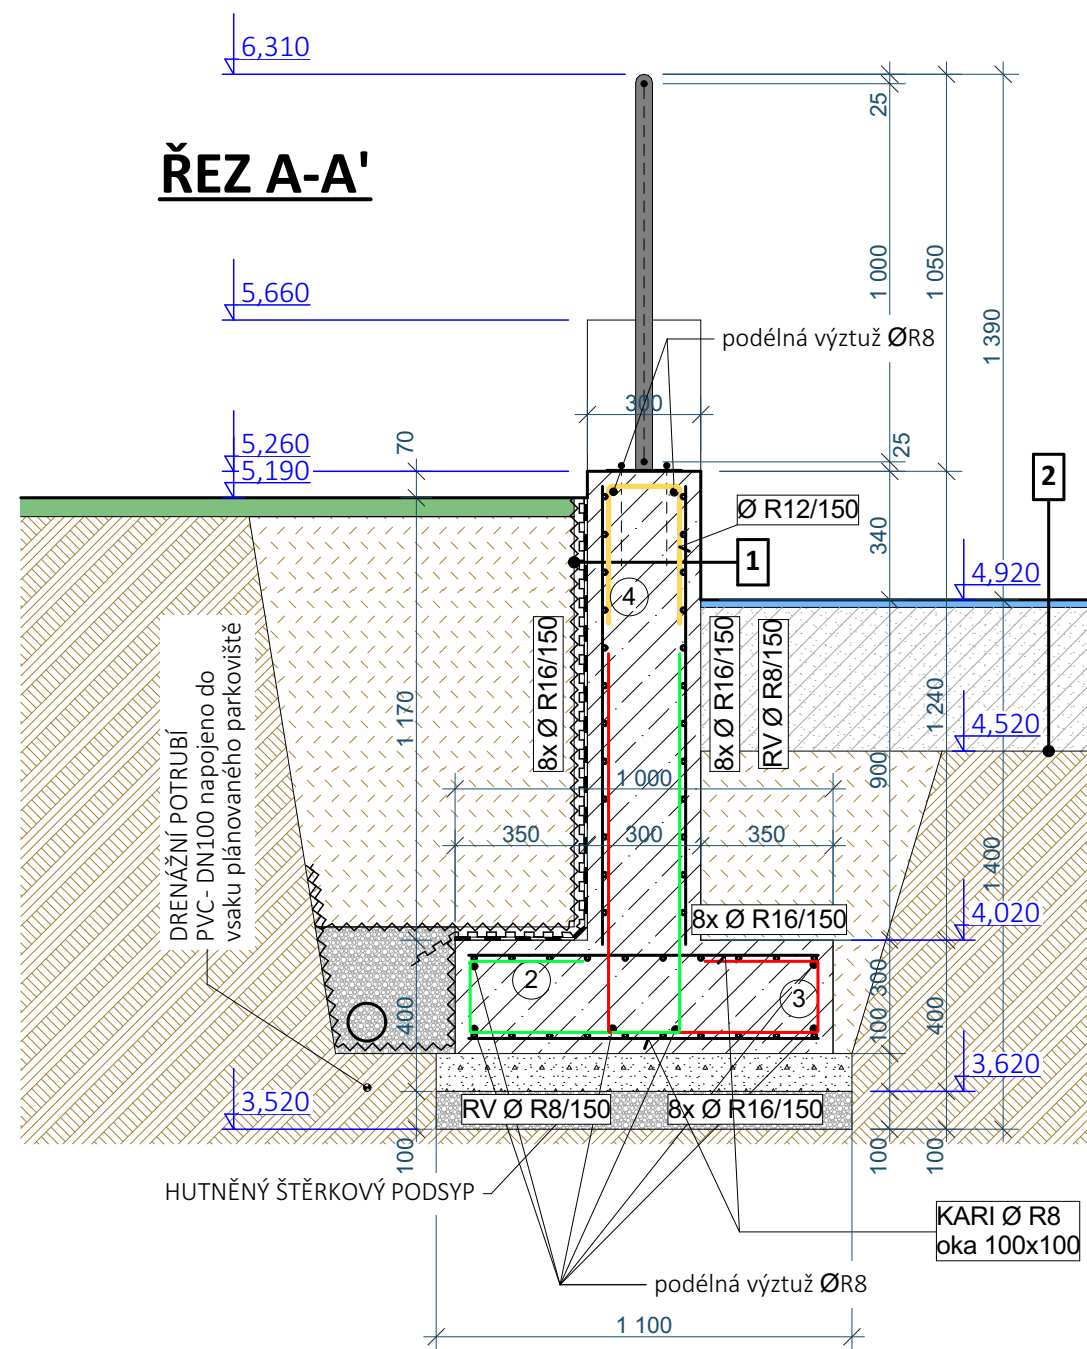 6,310
25
ŘEZ A-A'
1 000
1 050
5,660
1 390
podélná výztuž ØR8
300
5,260
70
25
5,190
2
Ø R12/150
340
1
4,920
4
8x Ø R16/150
8x Ø R16/150
RV Ø R8/150
DRENÁŽNÍ POTRUBÍ
PVC- DN100 napojeno do
vsaku plánovaného parkoviště
1 170
1 240
4,520
900
1 000
350
300
350
1 400
8x Ø R16/150
4,020
2
3
300
400
100
400
3,620
3,520
RV Ø R8/150
8x Ø R16/150
100
100
100
HUTNĚNÝ ŠTĚRKOVÝ PODSYP
KARI Ø R8
oka 100x100
podélná výztuž ØR8
1 100